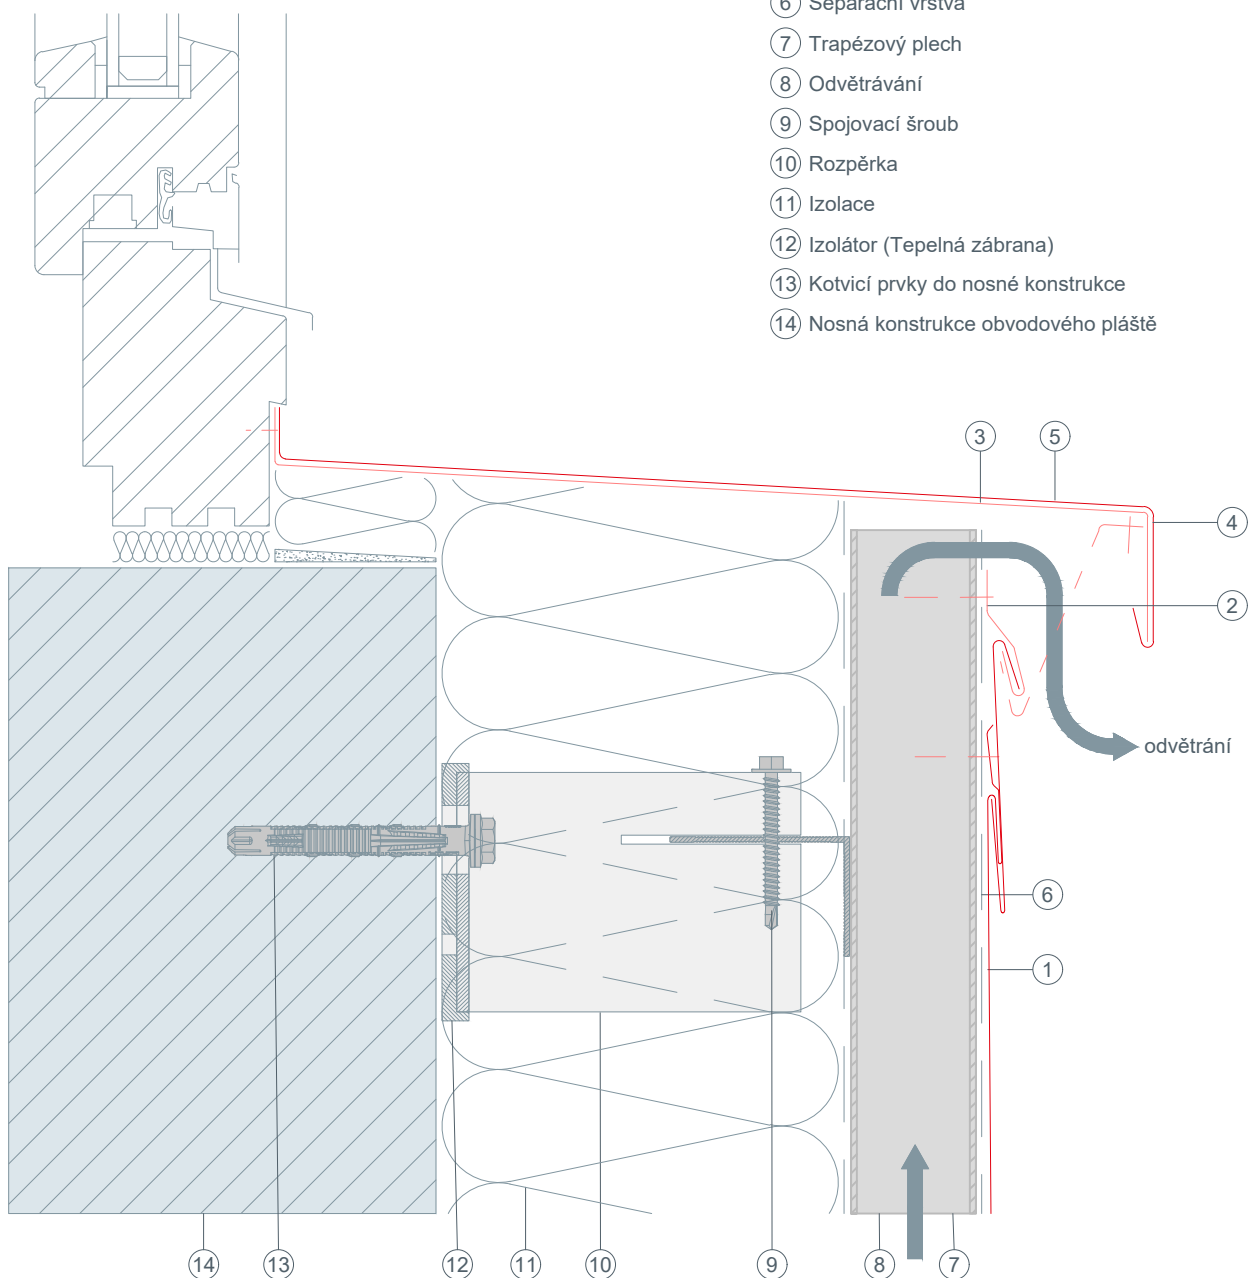 6 Separační vrstva
7 Trapézový plech
8 Odvětrávání
9 Spojovací šroub
10 Rozpěrka
11 Izolace
12 Izolátor (Tepelná zábrana)
13 Kotvicí prvky do nosné konstrukce
14 Nosná konstrukce obvodového pláště
3 5
4
2
odvětrání
6
1
14 13 12 11 10 9 8 7